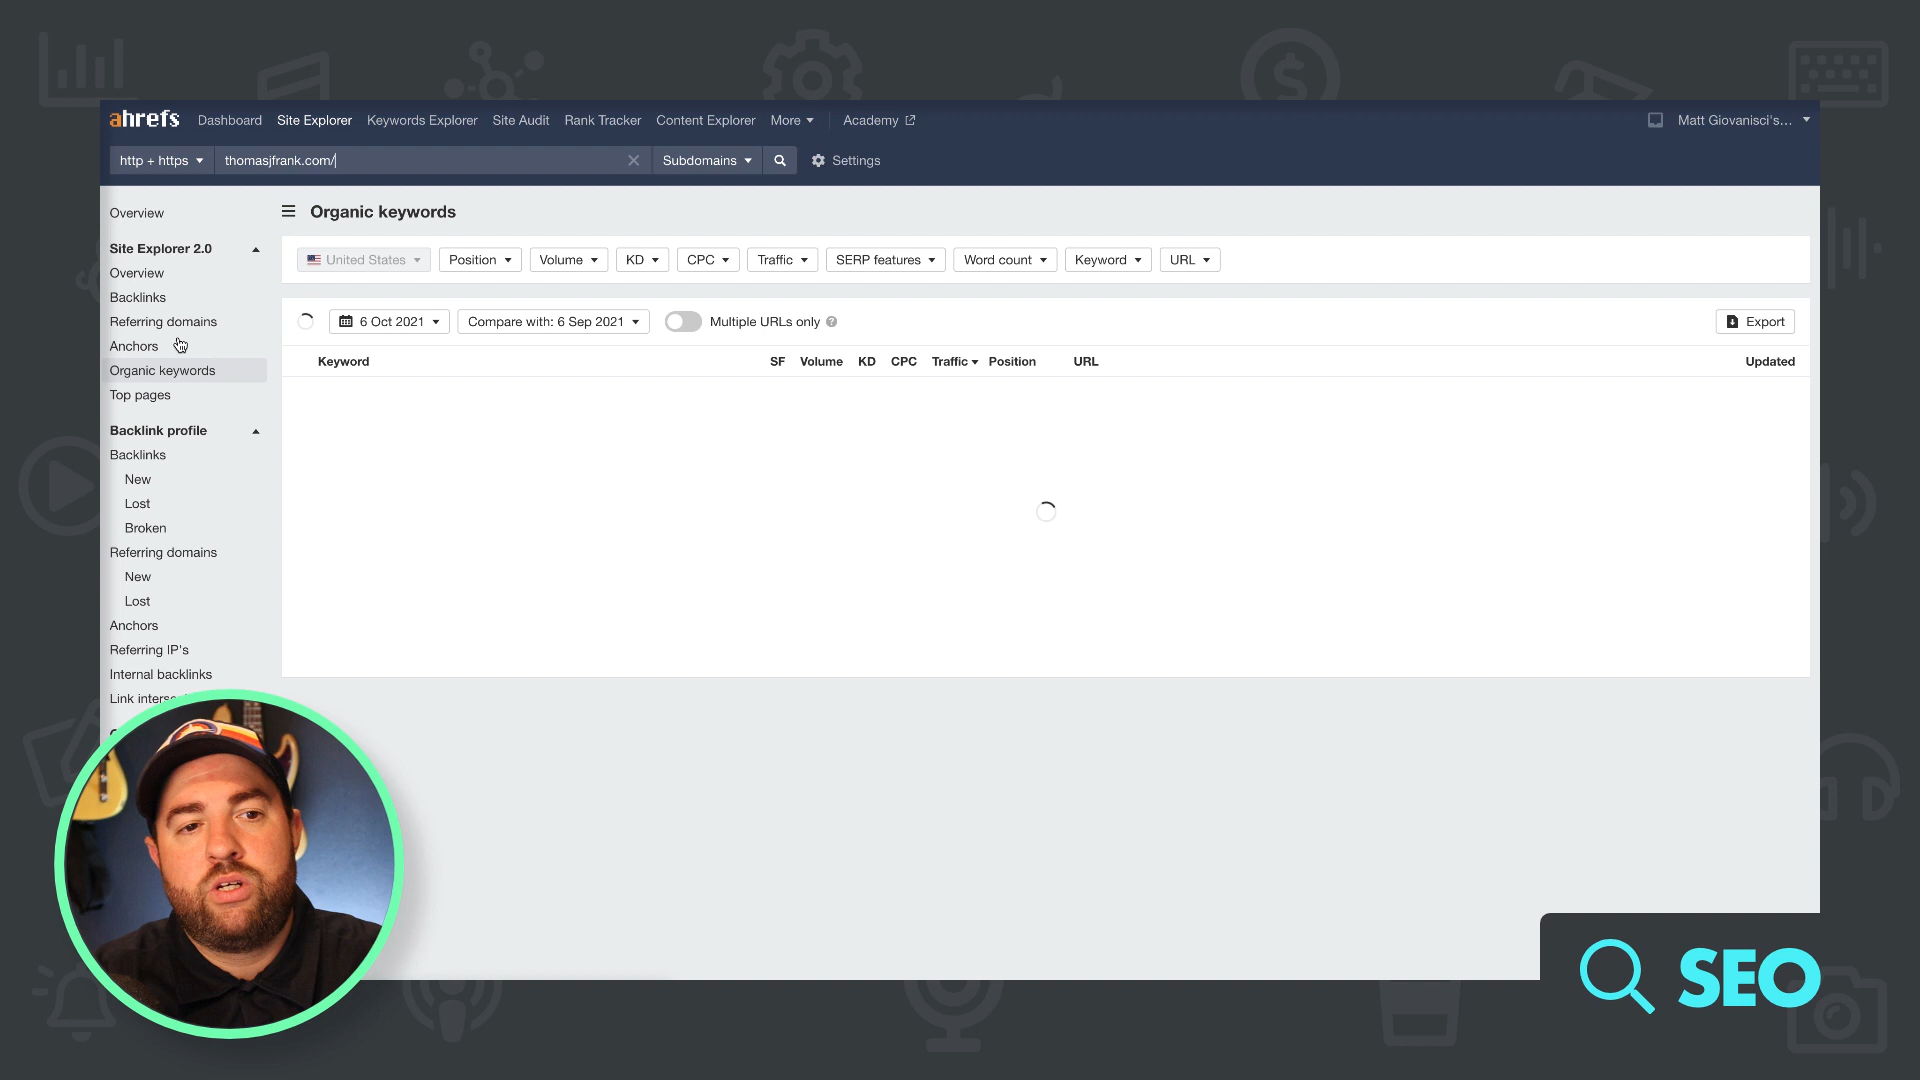 ahrefs Dashboard Site Explorer Keywords Explorer Site Audit Rank Tracker Content Explorer More Academy Matt Giovanisci's...
http + https thomasjfrank.com/ Subdomains Settings
Overview
Organic keywords
Site Explorer 2.0
Overview
Backlinks
Referring domains
Anchors
Organic keywords
Top pages
Backlink profile
Backlinks
New
Lost
Broken
Referring domains
New
Lost
Anchors
Referring IP's
Internal backlinks
Link inters
United States Position Volume KD CPC Traffic SERP features Word count Keyword URL
6 Oct 2021 Compare with: 6 Sep 2021 Multiple URLs only ? Export
Keyword SF Volume KD CPC Traffic Position URL Updated
SEO